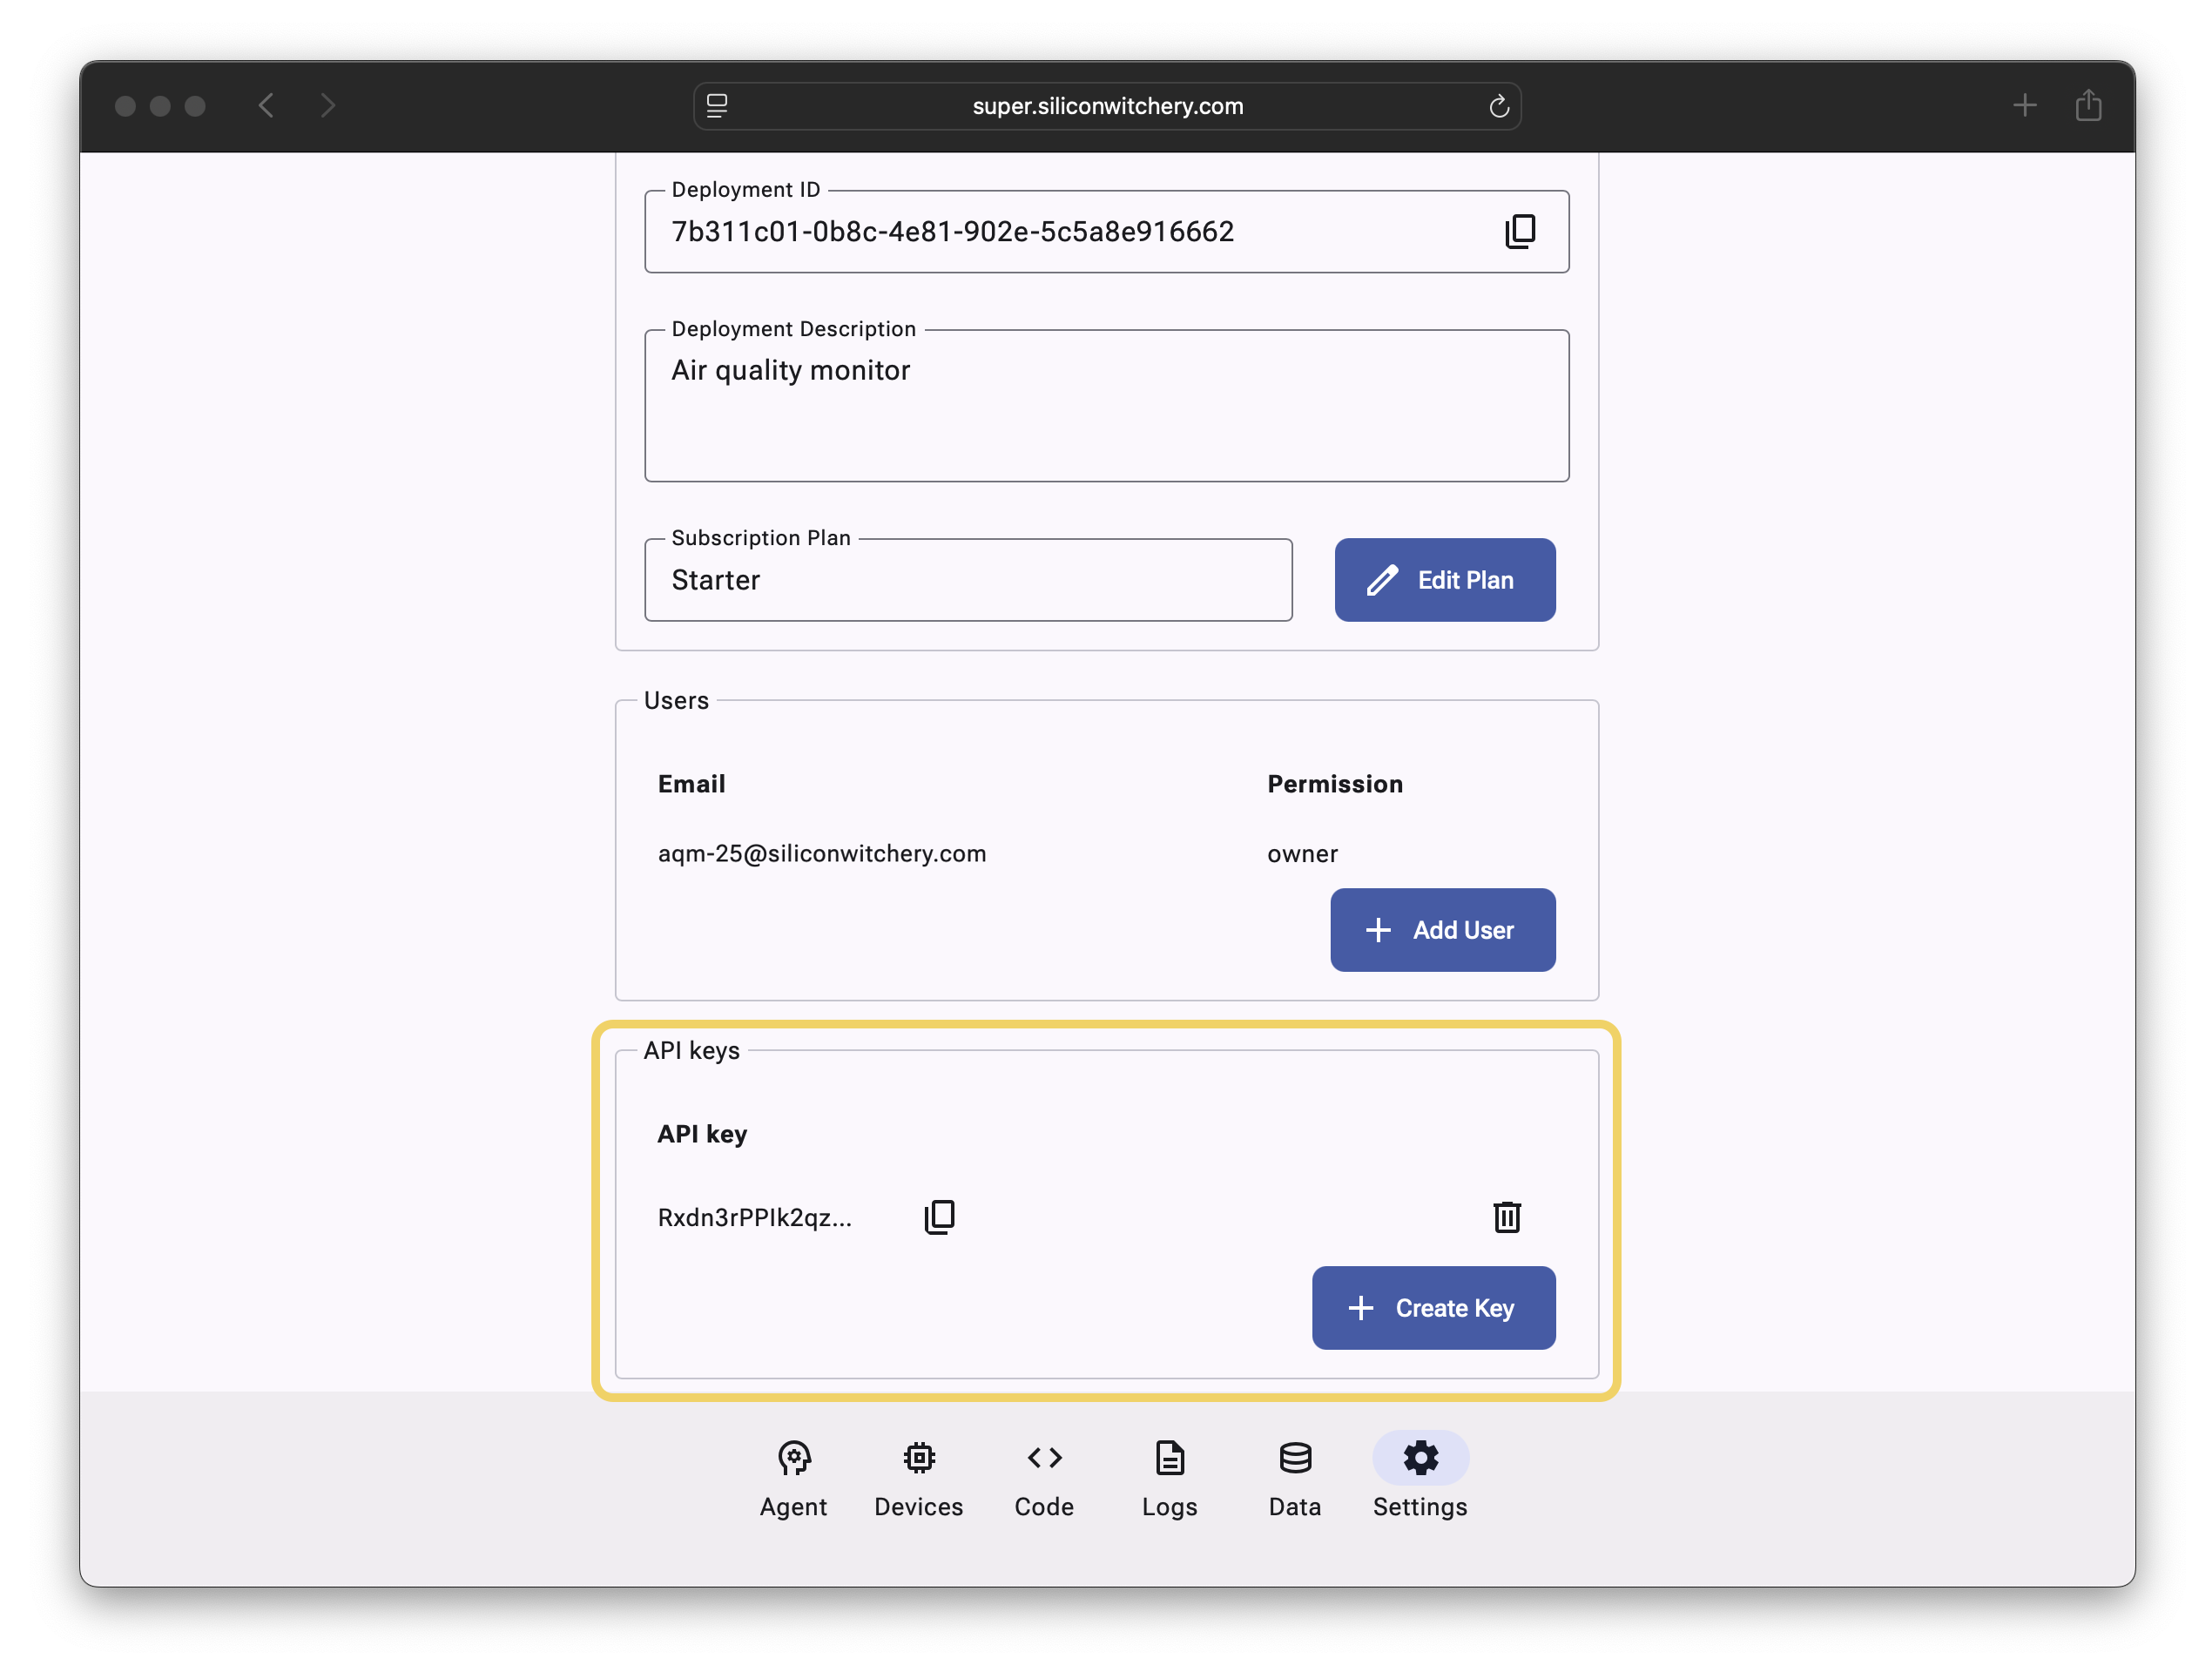 super.siliconwitchery.com
Deployment ID
7b311c01-0b8c-4e81-902e-5c5a8e916662
Deployment Description
Air quality monitor
Subscription Plan
Starter
Edit Plan
Users
Email Permission
aqm-25@siliconwitchery.com owner
Add User
API keys
API key
Rxdn3rPPIk2qz...
Create Key
Agent Devices Code Logs Data Settings